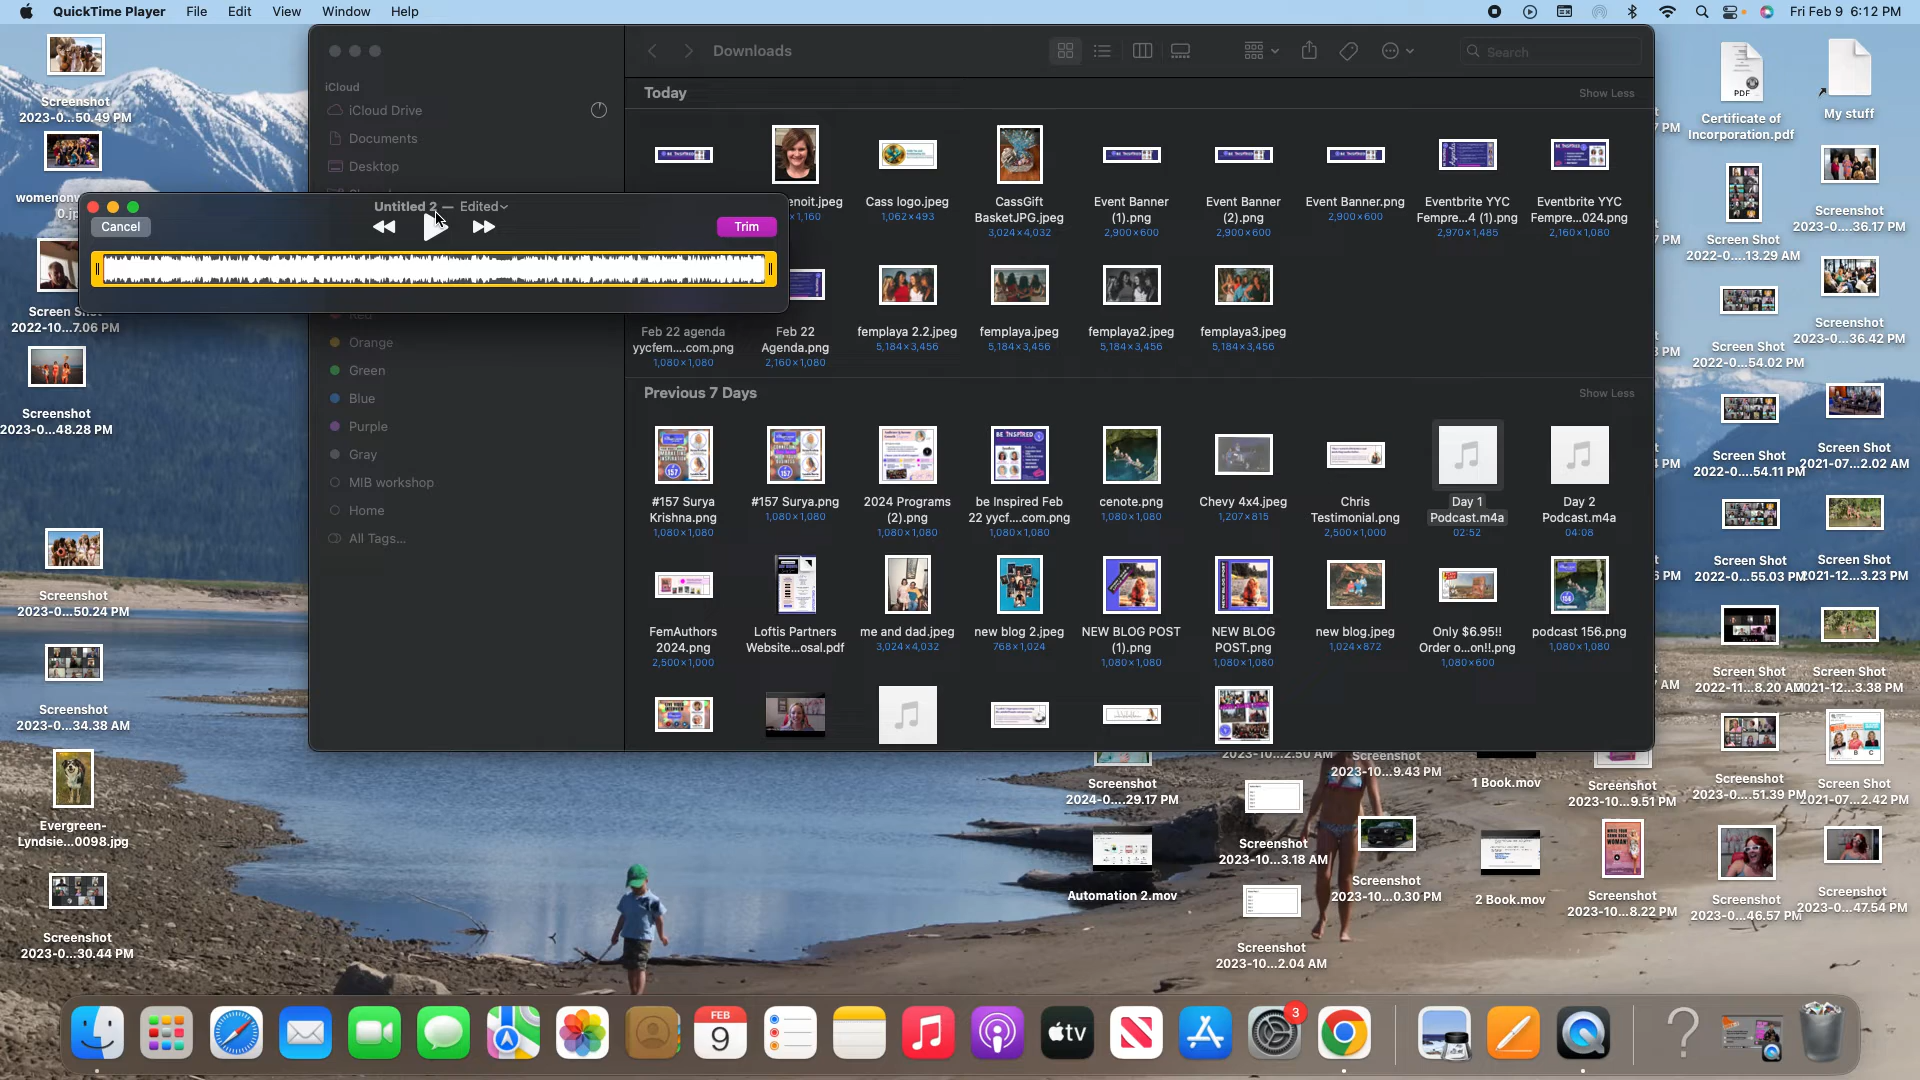 QuickTime Player File Edit View Window Help Fri Feb 9 6:12 PM
Downloads
Search
iCloud
iCloud Drive
Documents
Desktop
Orange
Green
Blue
Purple
Gray
MIB workshop
Home
All Tags...
Untitled 2 — Edited
Cancel
Trim
Today Show Less
enoit.jpeg
×1,160
Cass logo.jpeg
1,062×493
CassGift
BasketJPG.jpeg
3,024×4,032
Event Banner
(1).png
2,900×600
Event Banner
(2).png
2,900×600
Event Banner.png
2,900×600
Eventbrite YYC
Fempre...4 (1).png
2,970×1,485
Eventbrite YYC
Fempre...024.png
2,160×1,080
Feb 22 agenda
yycfem....com.png
1,080×1,080
Feb 22
Agenda.png
2,160×1,080
femplaya 2.2.jpeg
5,184×3,456
femplaya.jpeg
5,184×3,456
femplaya2.jpeg
5,184×3,456
femplaya3.jpeg
5,184×3,456
Previous 7 Days Show Less
#157 Surya
Krishna.png
1,080×1,080
#157 Surya.png
1,080×1,080
2024 Programs
(2).png
1,080×1,080
be Inspired Feb
22 yycf....com.png
1,080×1,080
cenote.png
1,080×1,080
Chevy 4x4.jpeg
1,207×815
Chris
Testimonial.png
2,500×1,000
Day 1
Podcast.m4a
02:52
Day 2
Podcast.m4a
04:08
FemAuthors
2024.png
2,500×1,000
Loftis Partners
Website...osal.pdf
me and dad.jpeg
3,024×4,032
new blog 2.jpeg
768×1,024
NEW BLOG POST
(1).png
1,080×1,080
NEW BLOG
POST.png
1,080×1,080
new blog.jpeg
1,024×872
Only $6.95!!
Order o...on!!.png
1,080×600
podcast 156.png
1,080×1,080
Screenshot
2023-0...50.49 PM
womenonw
0.jp
Screen S
2022-10...7.06 PM
Screenshot
2023-0...48.28 PM
Screenshot
2023-0...50.24 PM
Screenshot
2023-0...34.38 AM
Evergreen-
Lyndsie...0098.jpg
Screenshot
2023-0...30.44 PM
PDF
Certificate of
Incorporation.pdf
My stuff
Screen Shot
2022-0...13.29 AM
Screenshot
2023-0...36.17 PM
Screen Shot
2022-0...54.02 PM
Screenshot
2023-0...36.42 PM
Screen Shot
2022-0...54.11 PM
Screen Shot
2021-07...2.02 AM
Screen Shot
2022-0...55.03 PM
Screen Shot
2021-12...3.23 PM
Screen Shot
2022-11...8.20 AM
Screen Shot
2021-12...3.38 PM
Screenshot
2023-0...51.39 PM
Screen Shot
2021-07...2.42 PM
Screenshot
2023-0...46.57 PM
Screenshot
2023-0...47.54 PM
Screenshot
2024-0....29.17 PM
Automation 2.mov
2023-10...2.50 AM
Screenshot
2023-10...3.18 AM
Screenshot
2023-10...2.04 AM
Screenshot
2023-10...9.43 PM
Screenshot
2023-10...0.30 PM
1 Book.mov
2 Book.mov
Screenshot
2023-10...9.51 PM
Screenshot
2023-10...8.22 PM
FEB
9
tv
3